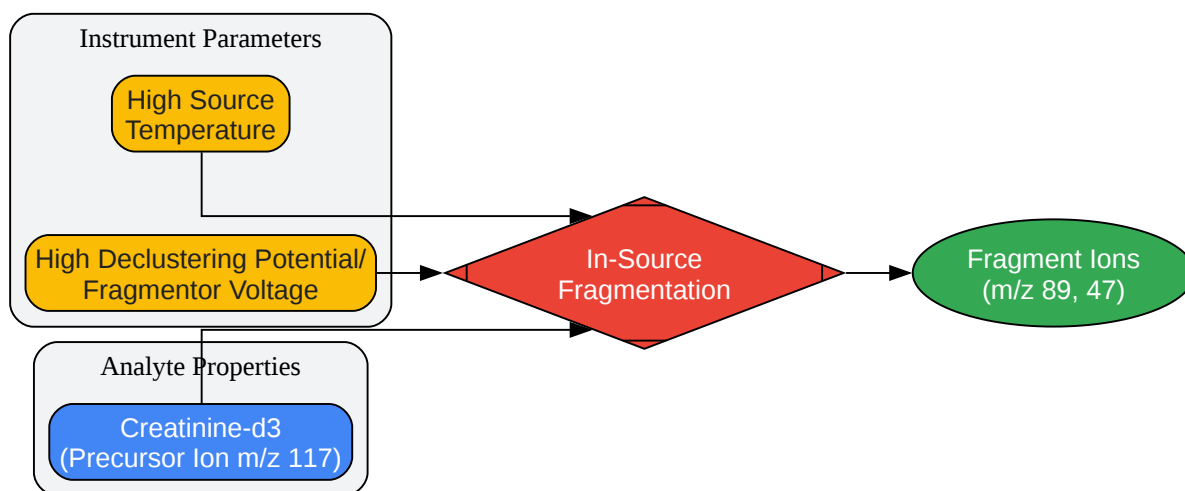 Instrument Parameters
High Source
Temperature
High Declustering Potential/
Fragmentor Voltage
In-Source
Fragmentation
Fragment Ions
(m/z 89, 47)
Analyte Properties
Creatinine-d3
(Precursor Ion m/z 117)